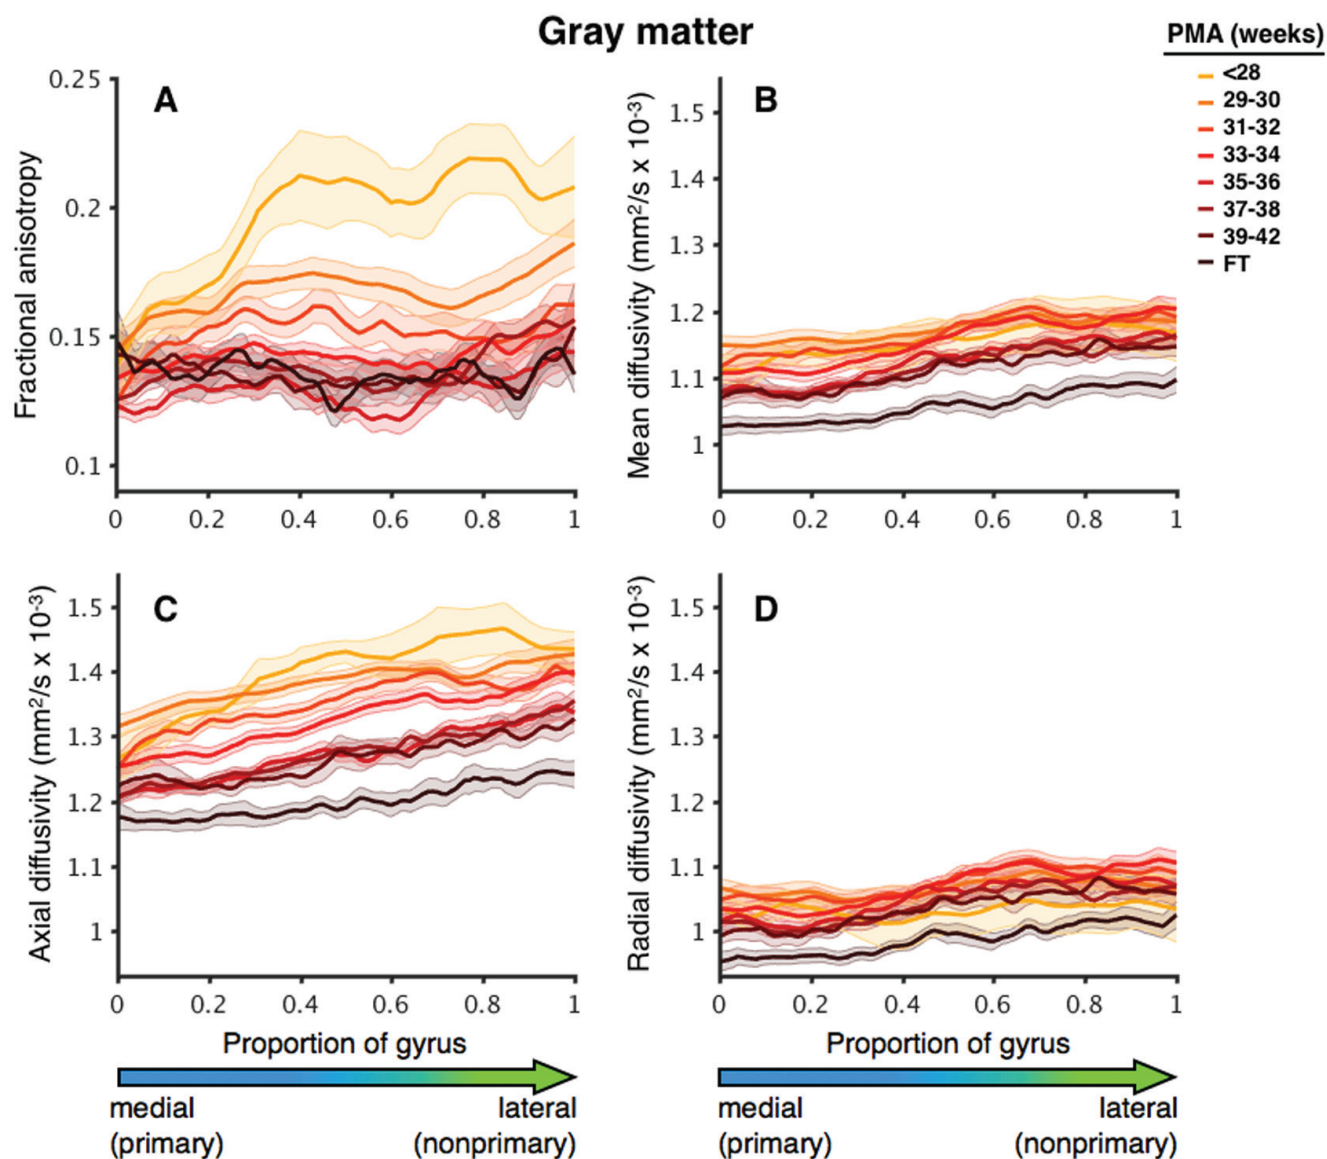 Gray matter
PMA (weeks)
<28
29-30
31-32
33-34
35-36
37-38
39-42
FT
A
Fractional anisotropy
0.25
0.2
0.15
0.1
0 0.2 0.4 0.6 0.8 1
B
Mean diffusivity (mm²/s x 10⁻³)
1.5
1.4
1.3
1.2
1.1
1
0 0.2 0.4 0.6 0.8 1
C
Axial diffusivity (mm²/s x 10⁻³)
1.5
1.4
1.3
1.2
1.1
1
0 0.2 0.4 0.6 0.8 1
Proportion of gyrus
medial lateral
(primary) (nonprimary)
D
Radial diffusivity (mm²/s x 10⁻³)
1.5
1.4
1.3
1.2
1.1
1
0 0.2 0.4 0.6 0.8 1
Proportion of gyrus
medial lateral
(primary) (nonprimary)